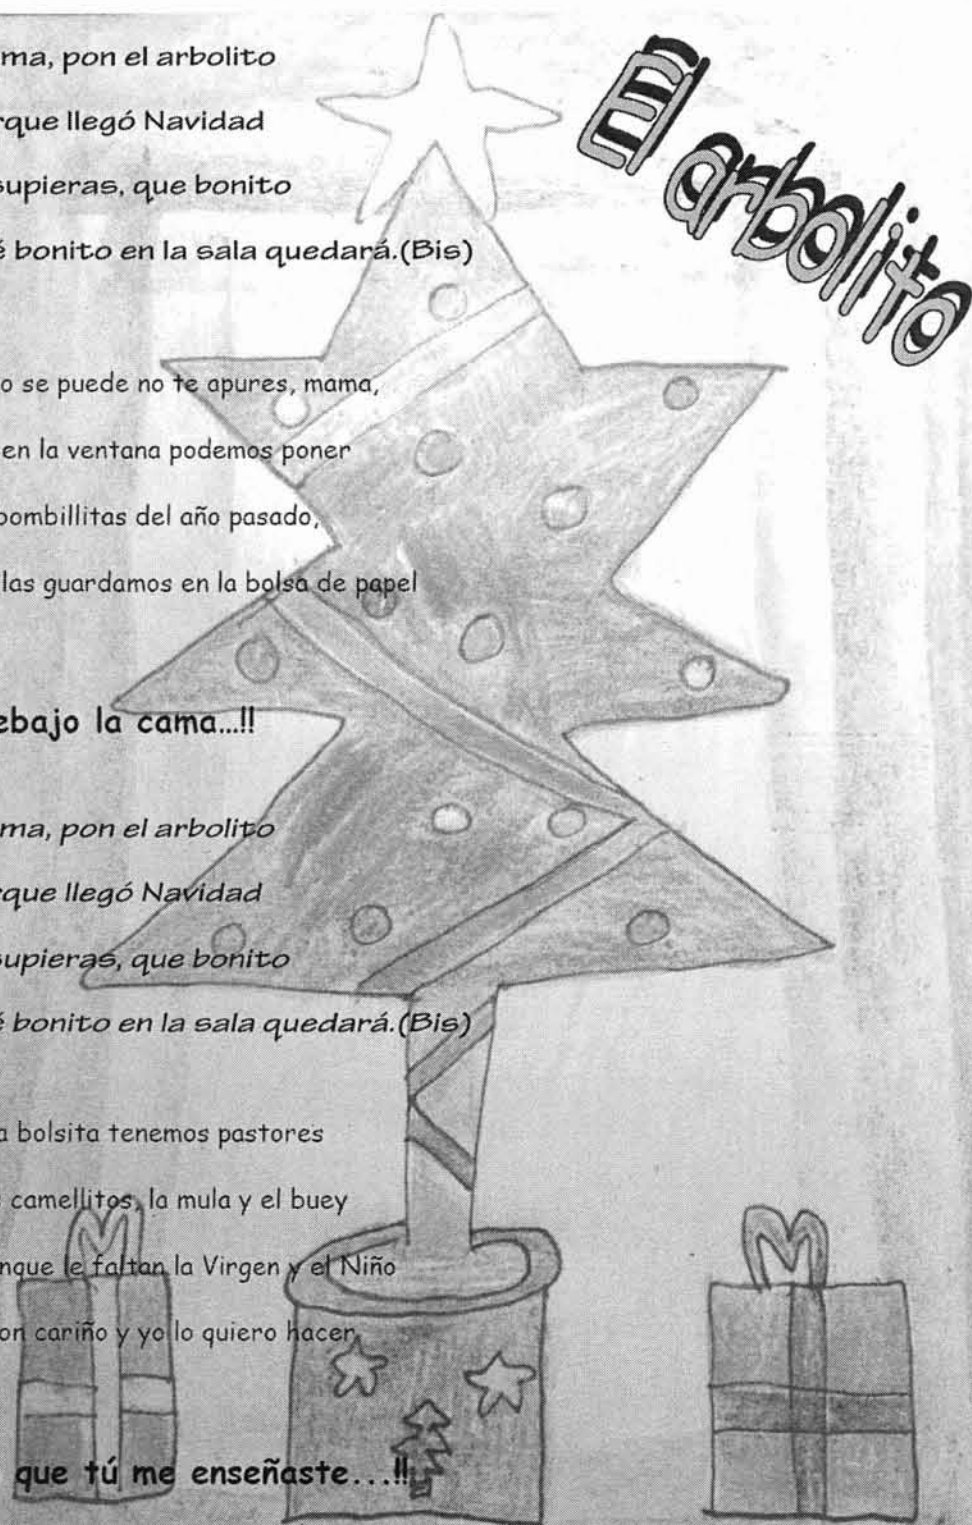 El arbolito
ma, pon el arbolito
rque llegó Navidad
supieras, que bonito
é bonito en la sala quedará.(Bis)
o se puede no te apures, mama,
en la ventana podemos poner
bombillitas del año pasado,
las guardamos en la bolsa de papel
ebajo la cama...!!
ma, pon el arbolito
rque llegó Navidad
supieras, que bonito
é bonito en la sala quedará.(Bis)
a bolsita tenemos pastores
camellitos, la mula y el buey
nque le faltan la Virgen y el Niño
on cariño y yo lo quiero hacer
que tú me enseñaste...!!